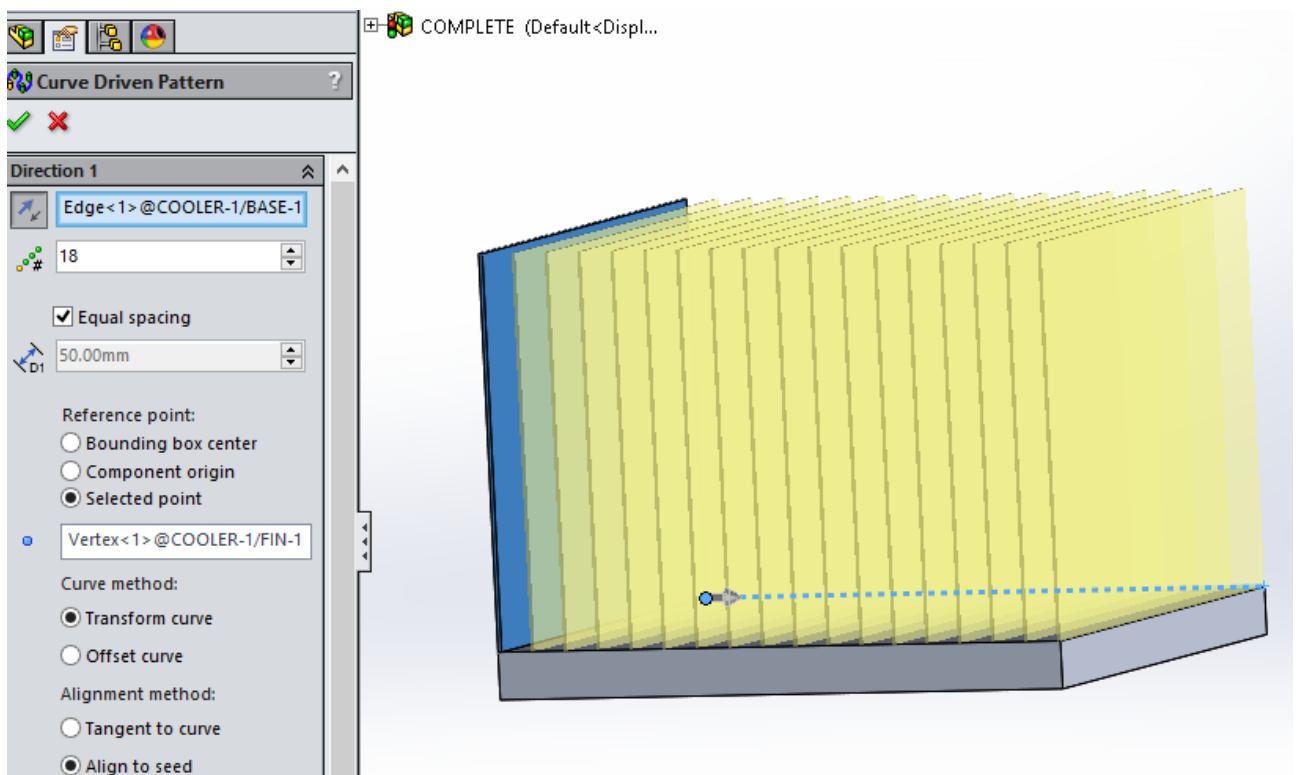 COMPLETE (Default<Displ...
Curve Driven Pattern ?
Direction 1
Edge<1>@COOLER-1/BASE-1
# 18
Equal spacing
D1 50.00mm
Reference point:
Bounding box center
Component origin
Selected point
Vertex<1>@COOLER-1/FIN-1
Curve method:
Transform curve
Offset curve
Alignment method:
Tangent to curve
Align to seed